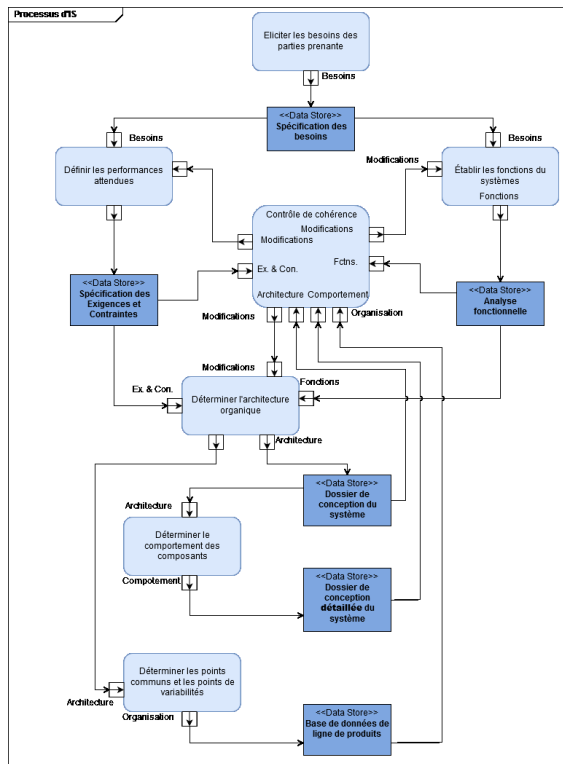 Processus d'IS
Eliciter les besoins des
parties prenante
Besoins
<<Data Store>>
Spécification des
besoins
Besoins
Besoins
Définir les performances
attendues
Modifications
Établir les fonctions du
systèmes
Fonctions
Contrôle de cohérence
Modifications
Modifications
Ex. & Con.
Fctns.
Architecture
Comportement
<<Data Store>>
Spécification des
Exigences et
Contraintes
<<Data Store>>
Analyse
fonctionnelle
Modifications
Organisation
Modifications
Ex. & Con.
Fonctions
Déterminer l'architecture
organique
Architecture
<<Data Store>>
Dossier de
conception du
système
Architecture
Déterminer le
comportement des
composants
Compotement
<<Data Store>>
Dossier de
conception
détaillée du
système
Déterminer les points
communs et les points de
variabilités
Architecture
Organisation
<<Data Store>>
Base de données de
ligne de produits